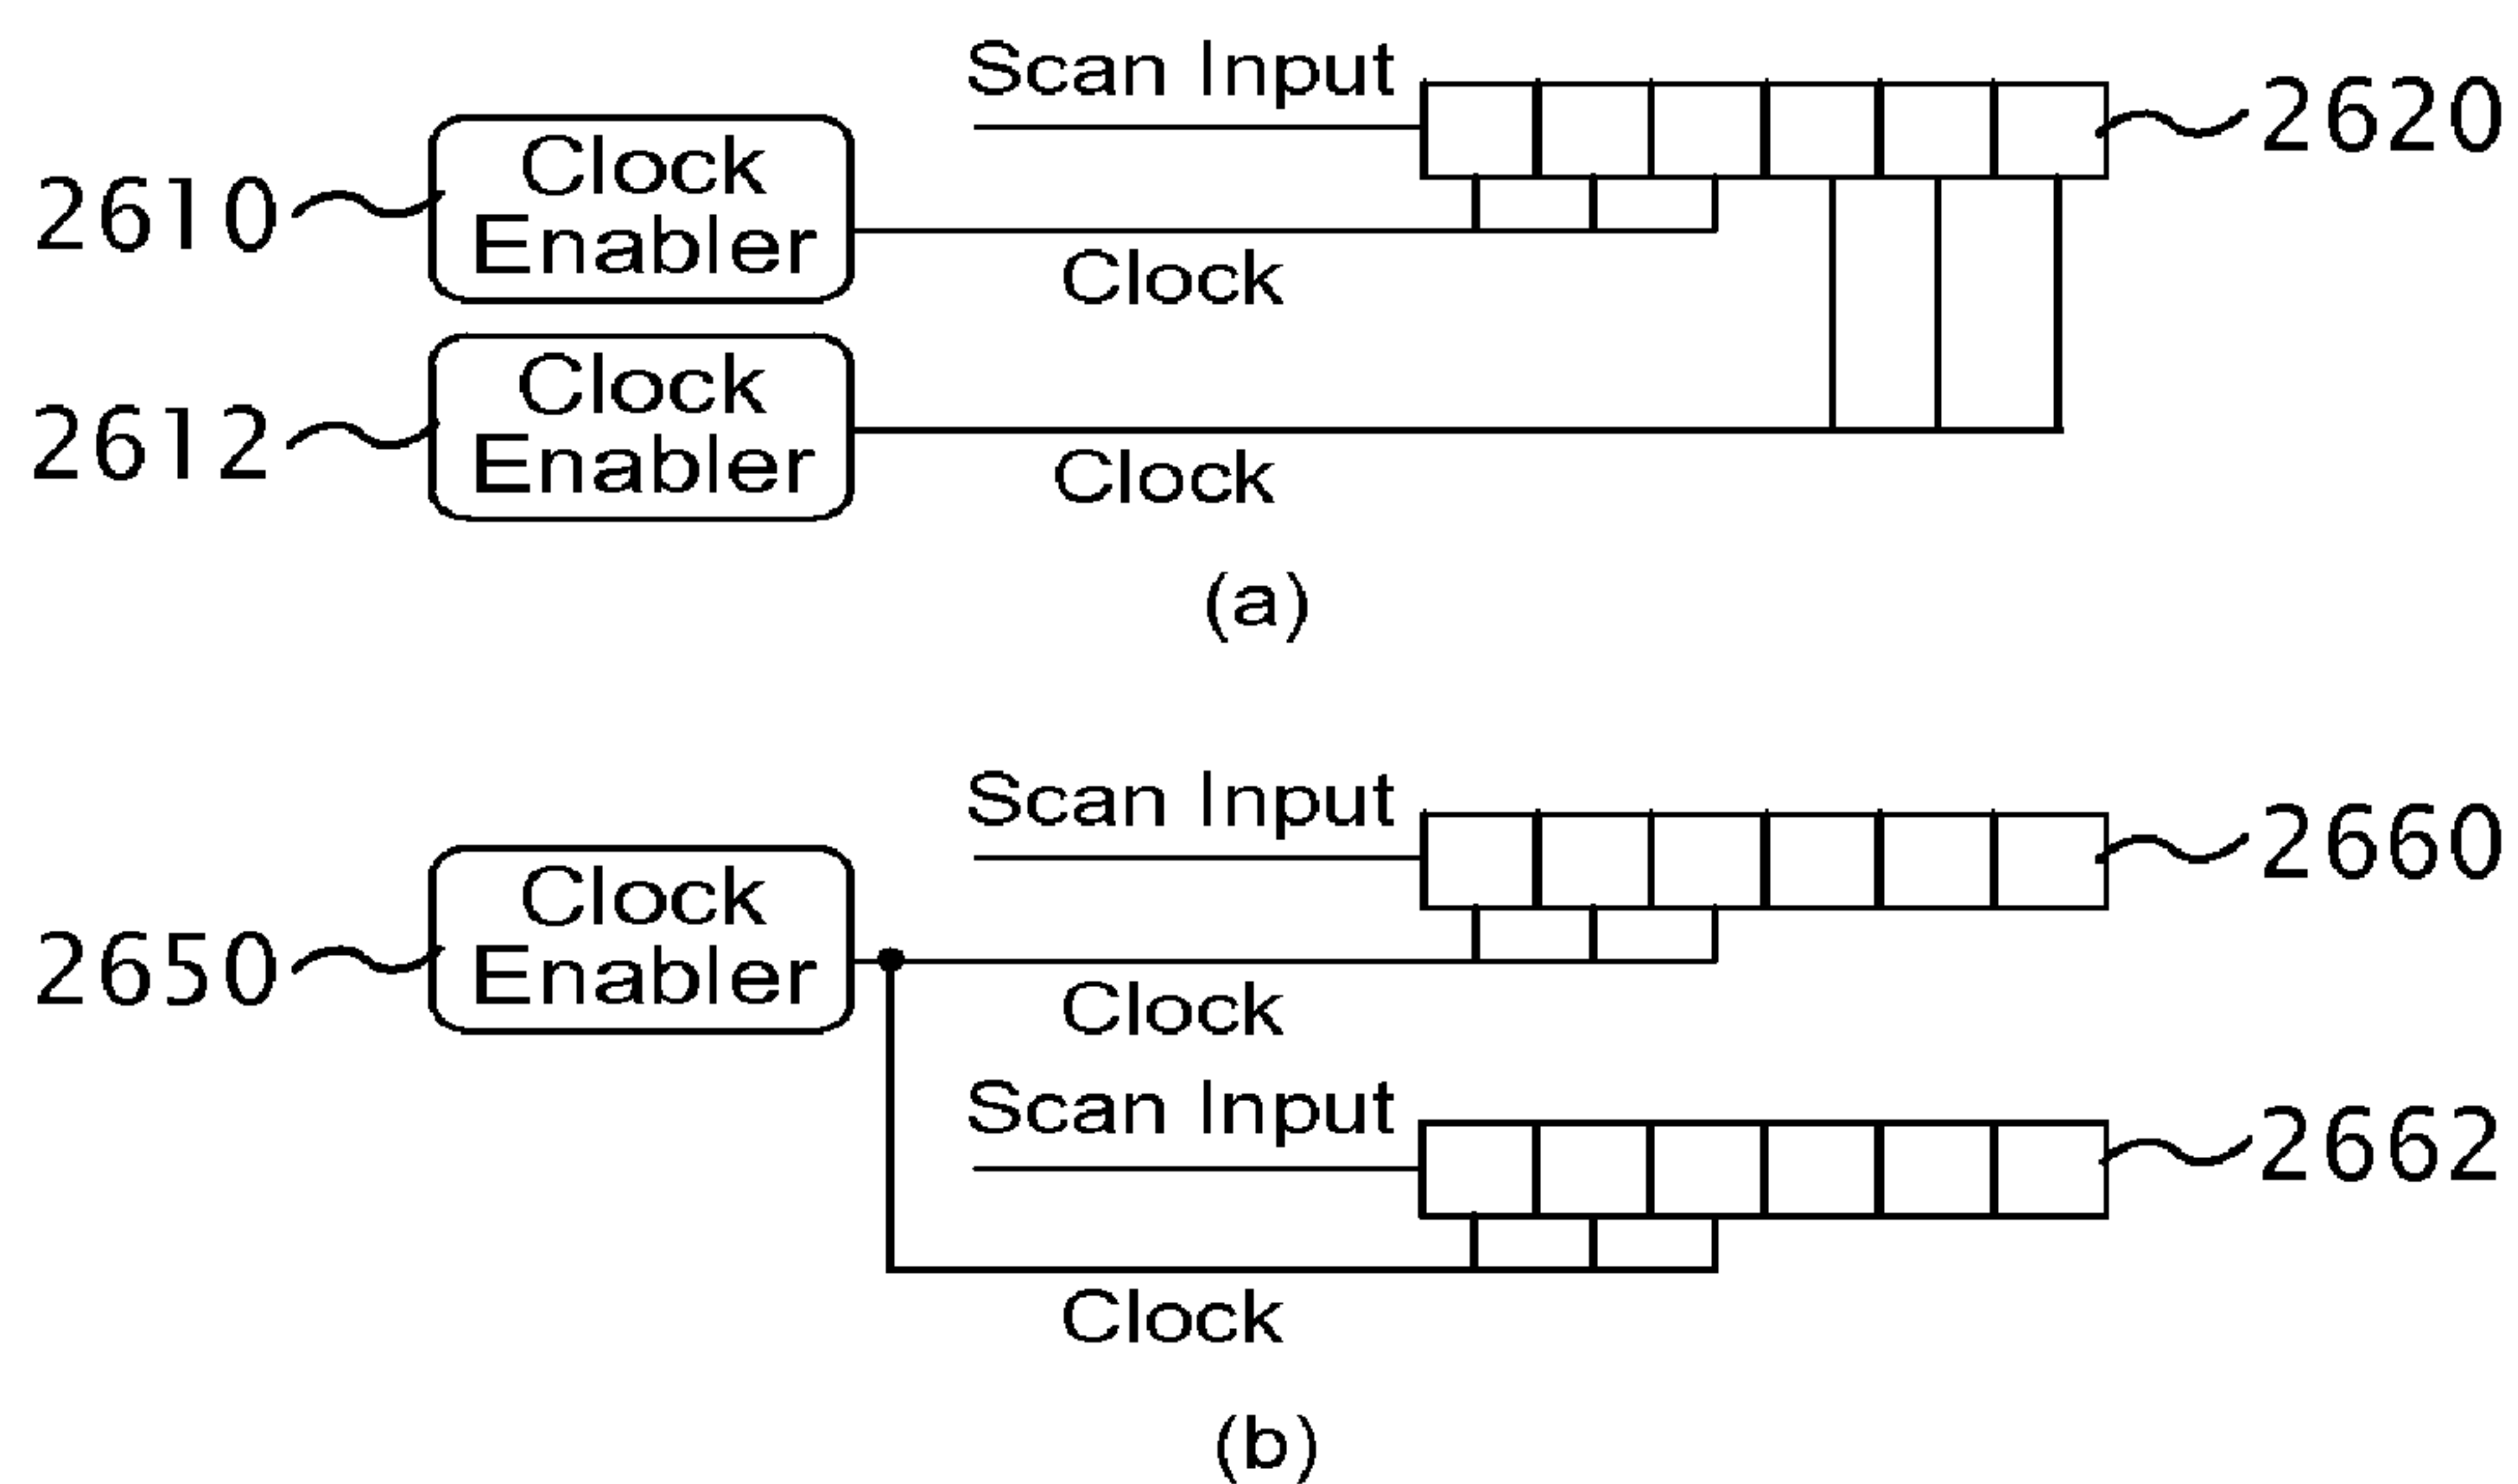 Scan Input
2620
Clock
Enabler
2610
Clock
Clock
Enabler
2612
Clock
(a)
Scan Input
2660
Clock
Enabler
2650
Clock
Scan Input
2662
Clock
(b)